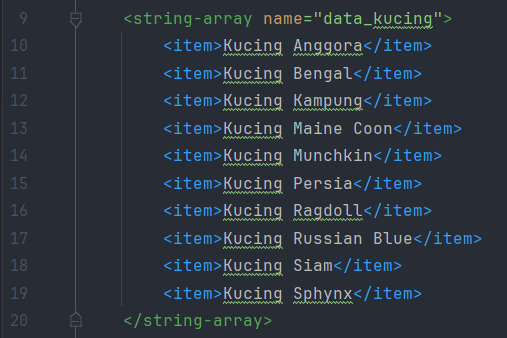 9 <string-array name="data_kucing">
10 <item>Kucing Anggora</item>
11 <item>Kucing Bengal</item>
12 <item>Kucing Kampung</item>
13 <item>Kucing Maine Coon</item>
14 <item>Kucing Munchkin</item>
15 <item>Kucing Persia</item>
16 <item>Kucing Ragdoll</item>
17 <item>Kucing Russian Blue</item>
18 <item>Kucing Siam</item>
19 <item>Kucing Sphynx</item>
20 </string-array>